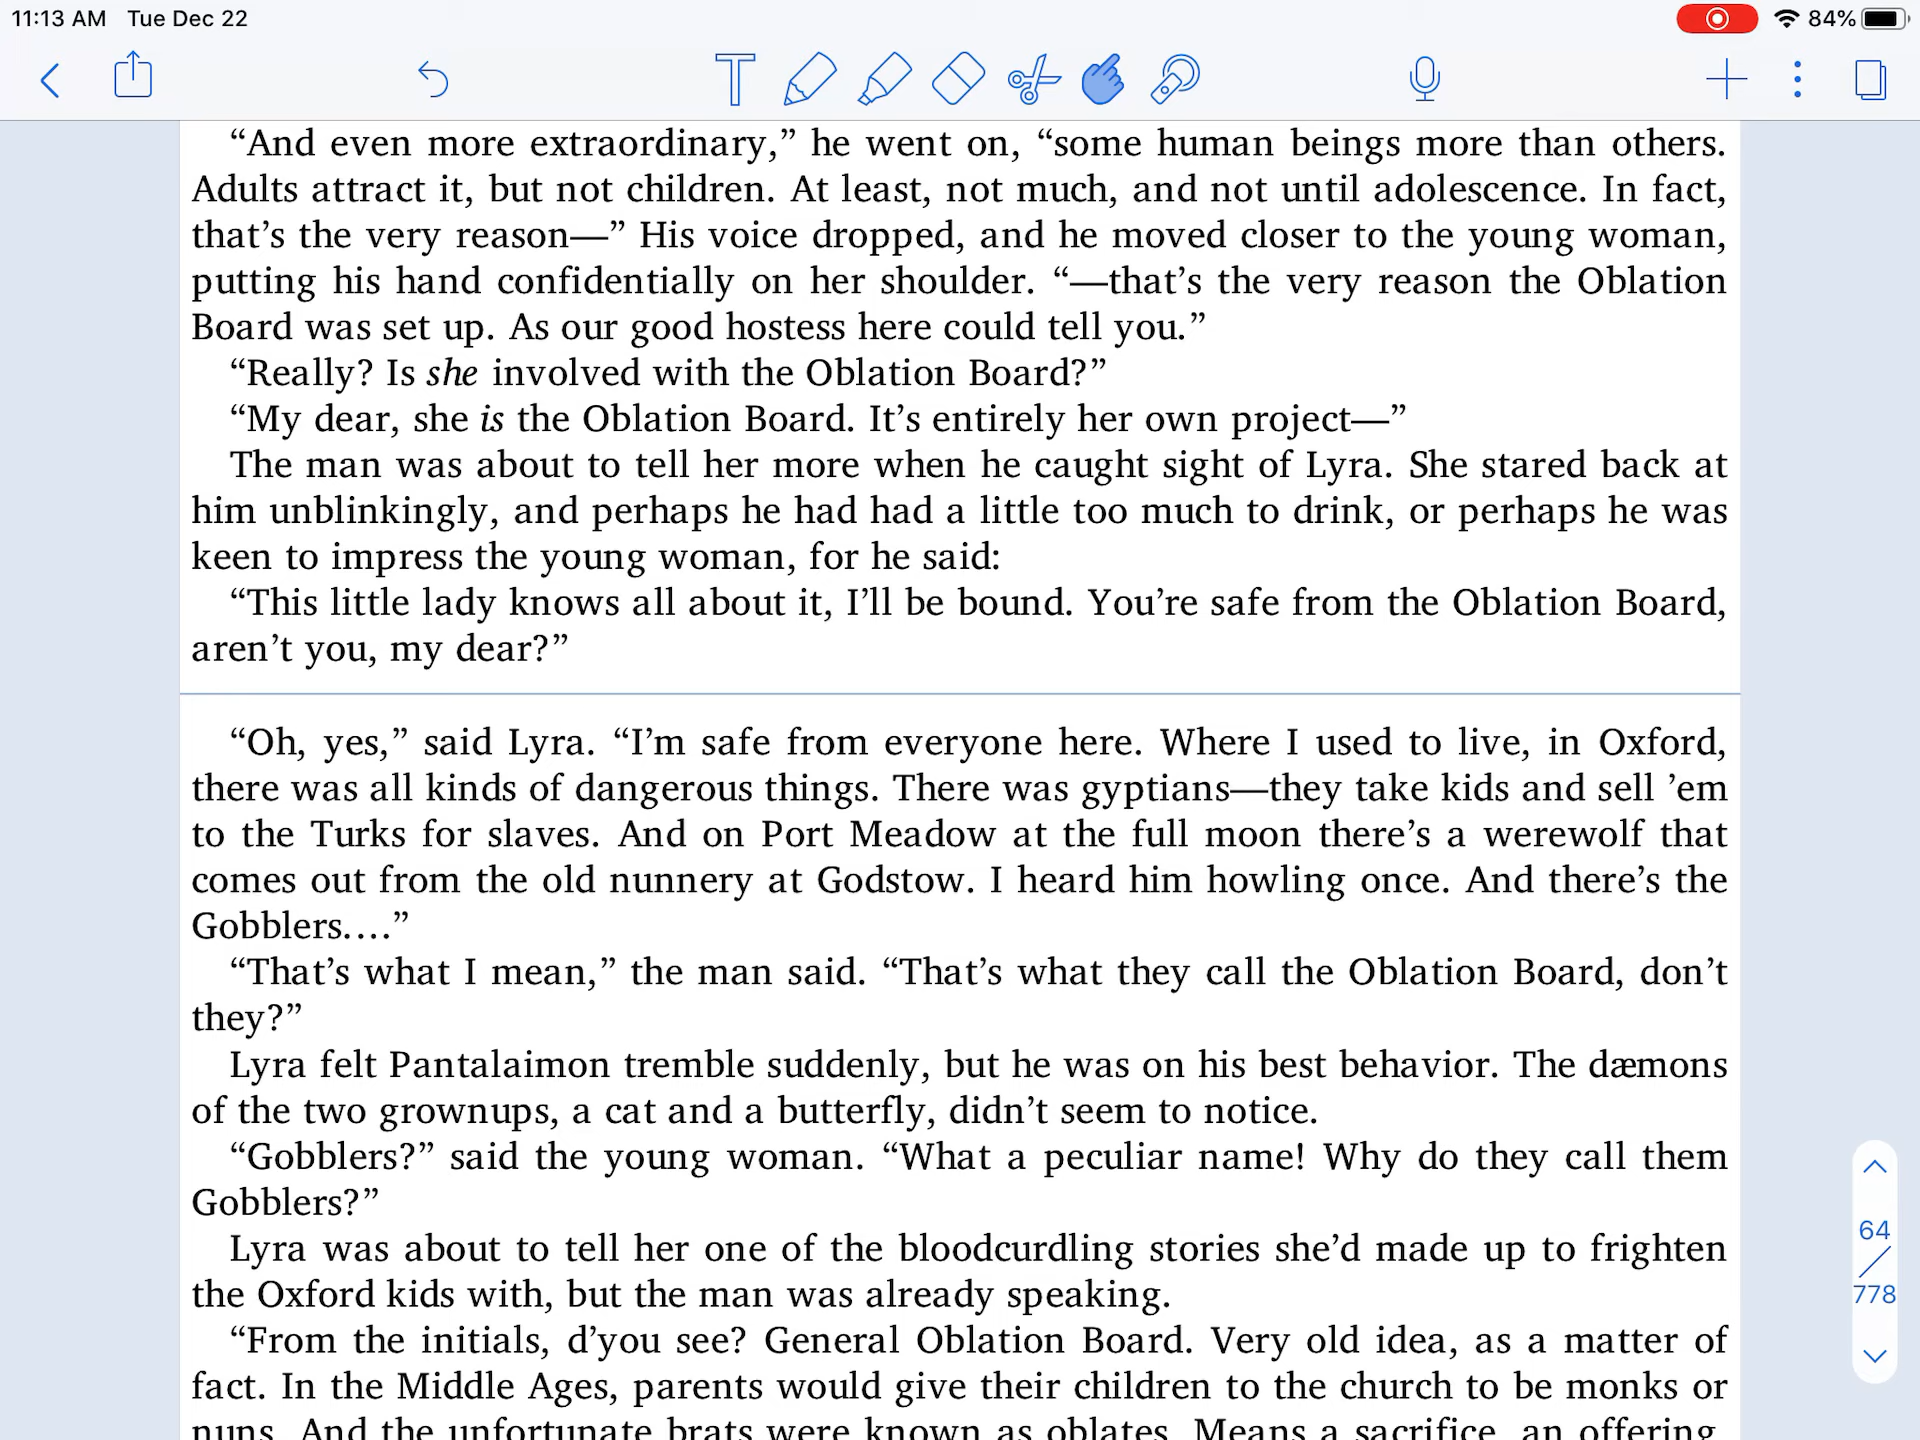 11:13 AM Tue Dec 22
84%
“And even more extraordinary,” he went on, “some human beings more than others.
Adults attract it, but not children. At least, not much, and not until adolescence. In fact,
that’s the very reason—” His voice dropped, and he moved closer to the young woman,
putting his hand confidentially on her shoulder. “—that’s the very reason the Oblation
Board was set up. As our good hostess here could tell you.”
“Really? Is she involved with the Oblation Board?”
“My dear, she is the Oblation Board. It’s entirely her own project—”
The man was about to tell her more when he caught sight of Lyra. She stared back at
him unblinkingly, and perhaps he had had a little too much to drink, or perhaps he was
keen to impress the young woman, for he said:
“This little lady knows all about it, I’ll be bound. You’re safe from the Oblation Board,
aren’t you, my dear?”
“Oh, yes,” said Lyra. “I’m safe from everyone here. Where I used to live, in Oxford,
there was all kinds of dangerous things. There was gyptians—they take kids and sell ’em
to the Turks for slaves. And on Port Meadow at the full moon there’s a werewolf that
comes out from the old nunnery at Godstow. I heard him howling once. And there’s the
Gobblers.…”
“That’s what I mean,” the man said. “That’s what they call the Oblation Board, don’t
they?”
Lyra felt Pantalaimon tremble suddenly, but he was on his best behavior. The dæmons
of the two grownups, a cat and a butterfly, didn’t seem to notice.
“Gobblers?” said the young woman. “What a peculiar name! Why do they call them
Gobblers?”
Lyra was about to tell her one of the bloodcurdling stories she’d made up to frighten
the Oxford kids with, but the man was already speaking.
“From the initials, d’you see? General Oblation Board. Very old idea, as a matter of
fact. In the Middle Ages, parents would give their children to the church to be monks or
nuns. And the unfortunate brats were known as oblates. Means a sacrifice, an offering,
64
/
778